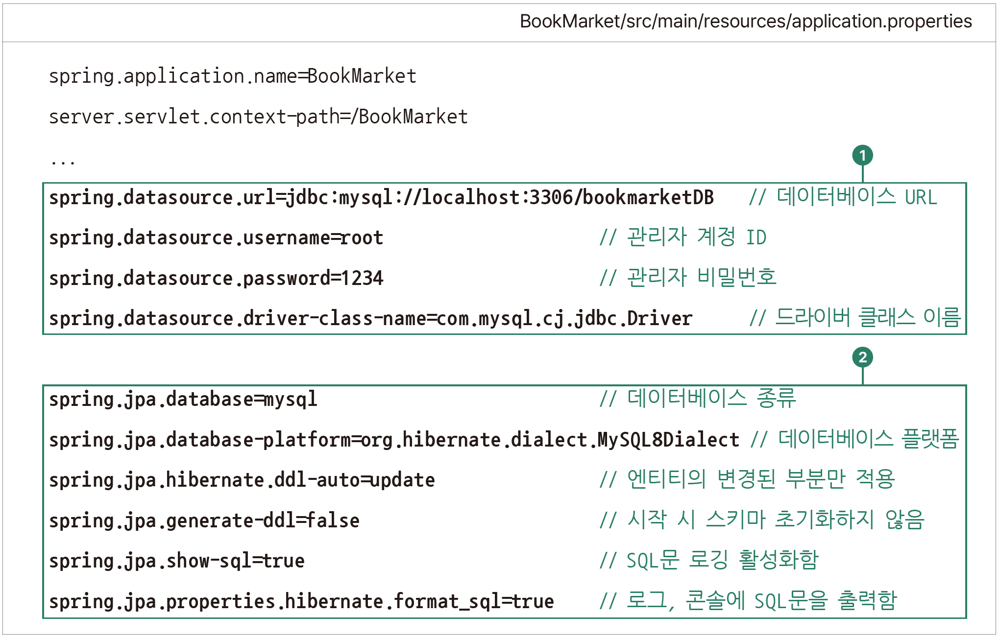 BookMarket/src/main/resources/application.properties
spring.application.name=BookMarket
server.servlet.context-path=/BookMarket
...
1
spring.datasource.url=jdbc:mysql://localhost:3306/bookmarketDB // 데이터베이스 URL
spring.datasource.username=root // 관리자 계정 ID
spring.datasource.password=1234 // 관리자 비밀번호
spring.datasource.driver-class-name=com.mysql.cj.jdbc.Driver // 드라이버 클래스 이름
2
spring.jpa.database=mysql // 데이터베이스 종류
spring.jpa.database-platform=org.hibernate.dialect.MySQL8Dialect // 데이터베이스 플랫폼
spring.jpa.hibernate.ddl-auto=update // 엔티티의 변경된 부분만 적용
spring.jpa.generate-ddl=false // 시작 시 스키마 초기화하지 않음
spring.jpa.show-sql=true // SQL문 로깅 활성화함
spring.jpa.properties.hibernate.format_sql=true // 로그, 콘솔에 SQL문을 출력함